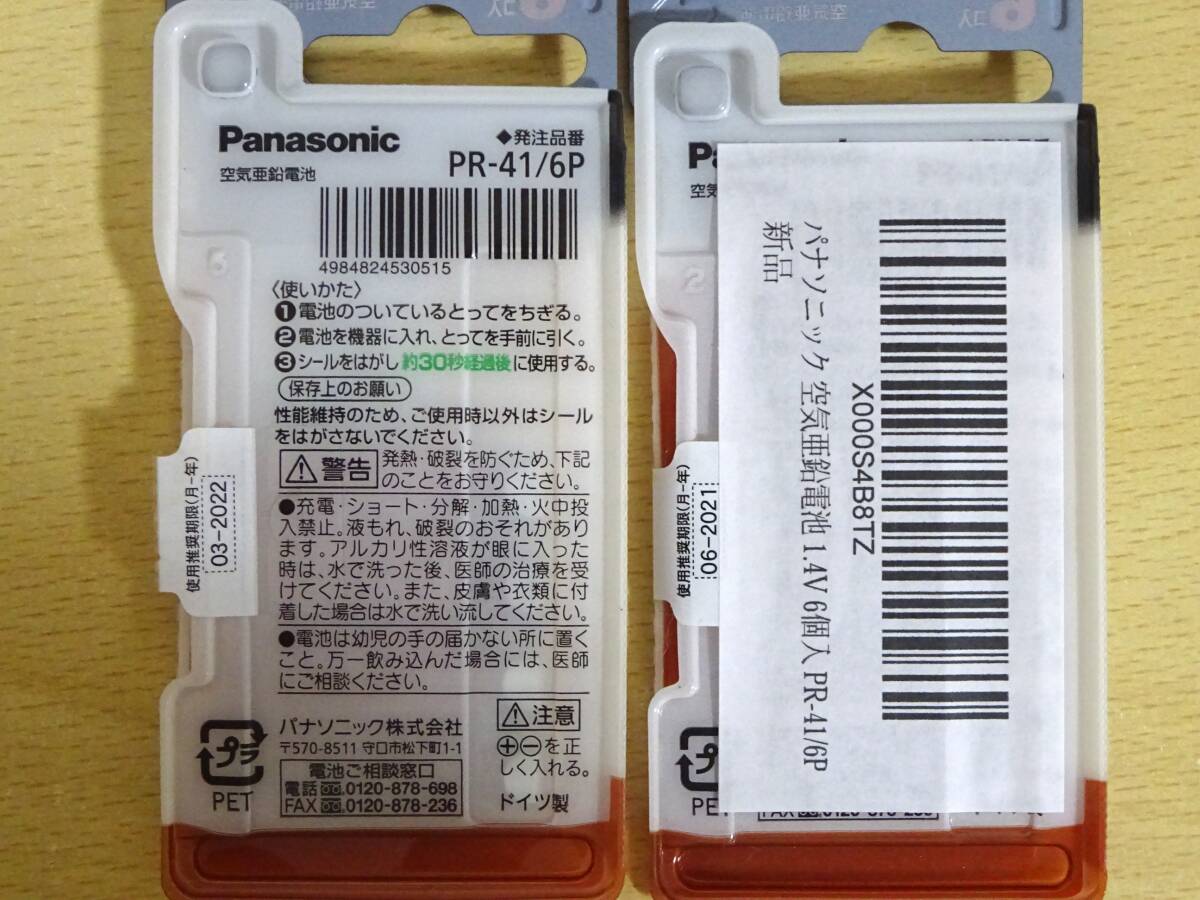 Panasonic
空気亜鉛電池
◆発注品番
PR-41/6P
4984824530515
〈使いかた〉
❶電池のついているとってをちぎる。
❷電池を機器に入れ、とってを手前に引く。
❸シールをはがし約30秒経過後に使用する。
保存上のお願い
性能維持のため、ご使用時以外はシール
をはがさないでください。
⚠警告
発熱・破裂を防ぐため、下記
のことをお守りください。
●充電・ショート・分解・加熱・火中投
入禁止。液もれ、破裂のおそれがあり
ます。アルカリ性溶液が眼に入った
時は、水で洗った後、医師の治療を受
けてください。また、皮膚や衣類に付
着した場合は水で洗い流してください。
●電池は幼児の手の届かない所に置く
こと。万一飲み込んだ場合には、医師
にご相談ください。
使用推奨期限(月-年)
03-2022
プラ
PET
パナソニック株式会社
〒570-8511 守口市松下町1-1
電池ご相談窓口
電話 0120-878-698
FAX 0120-878-236
⚠注意
⊕⊖を正
しく入れる。
ドイツ製
6
使用推奨期限(月-年)
06-2021
X000S4B8TZ
パナソニック 空気亜鉛電池 1.4V 6個入 PR-41/6P
新品